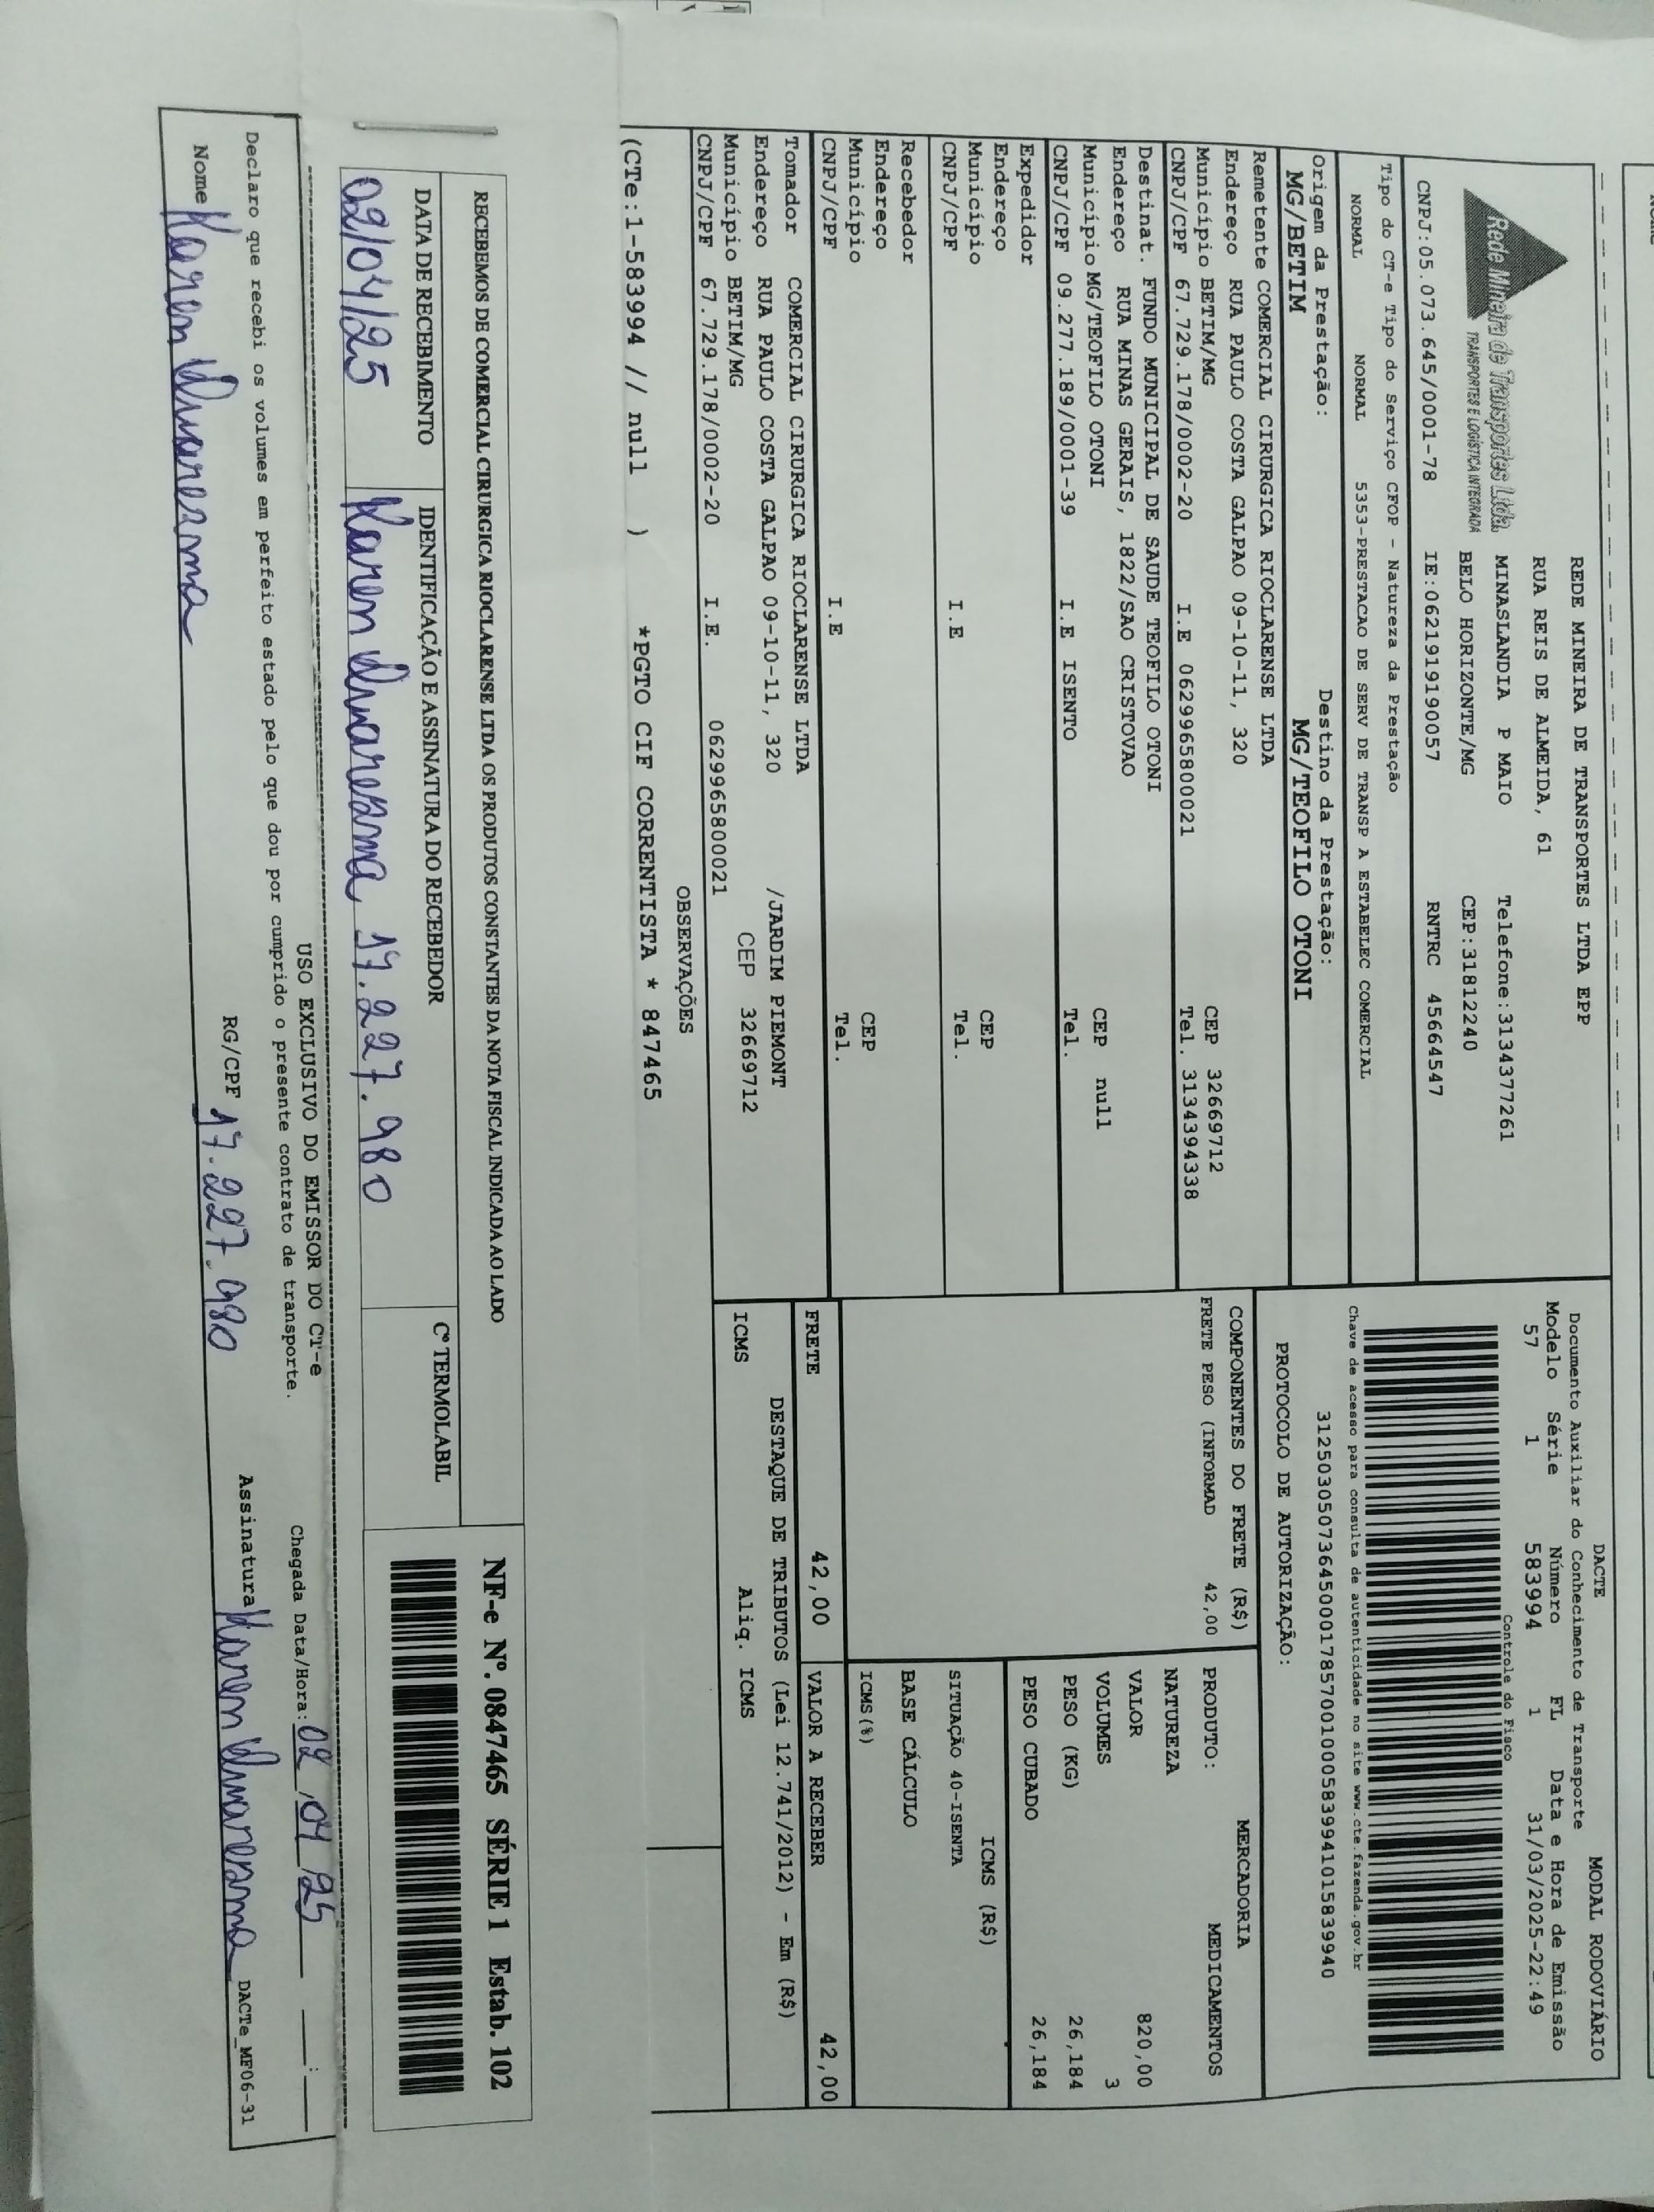 Rede Mineira de Transportes Ltda.
TRANSPORTES E LOGÍSTICA INTEGRADA
REDE MINEIRA DE TRANSPORTES LTDA EPP
RUA REIS DE ALMEIDA, 61
MINASLANDIA P MAIO Telefone:3134377261
BELO HORIZONTE/MG CEP:31812240
CNPJ:05.073.645/0001-78 IE:0621919190057 RNTRC 45664547
DACTE MODAL RODOVIÁRIO
Documento Auxiliar do Conhecimento de Transporte
Modelo Série Número FL Data e Hora de Emissão
57 1 583994 1 31/03/2025-22:49
Controle do Fisco
Chave de acesso para consulta de autenticidade no site www.cte.fazenda.gov.br
31250305073645000178570010005839941015839940
PROTOCOLO DE AUTORIZAÇÃO:
Tipo do CT-e Tipo do Serviço CFOP - Natureza da Prestação
NORMAL NORMAL 5353-PRESTACAO DE SERV DE TRANSP A ESTABELEC COMERCIAL
Origem da Prestação: Destino da Prestação:
MG/BETIM MG/TEOFILO OTONI
Remetente COMERCIAL CIRURGICA RIOCLARENSE LTDA
Endereço RUA PAULO COSTA GALPAO 09-10-11, 320
Município BETIM/MG CEP 32669712
CNPJ/CPF 67.729.178/0002-20 I.E 0629965800021 Tel. 3134394338
Destinat. FUNDO MUNICIPAL DE SAUDE TEOFILO OTONI
Endereço RUA MINAS GERAIS, 1822/SAO CRISTOVAO
Município MG/TEOFILO OTONI CEP null
CNPJ/CPF 09.277.189/0001-39 I.E ISENTO Tel.
Expedidor
Endereço
Município CEP
CNPJ/CPF I.E Tel.
Recebedor
Endereço
Município CEP
CNPJ/CPF I.E Tel.
Tomador COMERCIAL CIRURGICA RIOCLARENSE LTDA
Endereço RUA PAULO COSTA GALPAO 09-10-11, 320 /JARDIM PIEMONT
Município BETIM/MG CEP 32669712
CNPJ/CPF 67.729.178/0002-20 I.E. 0629965800021
COMPONENTES DO FRETE (R$)
FRETE PESO (INFORMAD 42,00
MERCADORIA
PRODUTO: MEDICAMENTOS
NATUREZA
VALOR 820,00
VOLUMES 3
PESO (KG) 26,184
PESO CUBADO 26,184
ICMS (R$)
SITUAÇÃO 40-ISENTA
BASE CÁLCULO
ICMS(%)
FRETE 42,00 VALOR A RECEBER 42,00
DESTAQUE DE TRIBUTOS (Lei 12.741/2012) - Em (R$)
ICMS Aliq. ICMS
OBSERVAÇÕES
(CTe:1-583994 // null ) *PGTO CIF CORRENTISTA * 847465
RECEBEMOS DE COMERCIAL CIRURGICA RIOCLARENSE LTDA OS PRODUTOS CONSTANTES DA NOTA FISCAL INDICADA AO LADO
DATA DE RECEBIMENTO IDENTIFICAÇÃO E ASSINATURA DO RECEBEDOR Cº TERMOLABIL
02/04/25 Karen 17.227.980
NF-e Nº. 0847465 SÉRIE 1 Estab. 102
USO EXCLUSIVO DO EMISSOR DO CT-e
Declaro que recebi os volumes em perfeito estado pelo que dou por cumprido o presente contrato de transporte.
Chegada Data/Hora: 02/04/25 :
Nome Karen RG/CPF 17.227.980 Assinatura Karen
DACTe_MF06-31